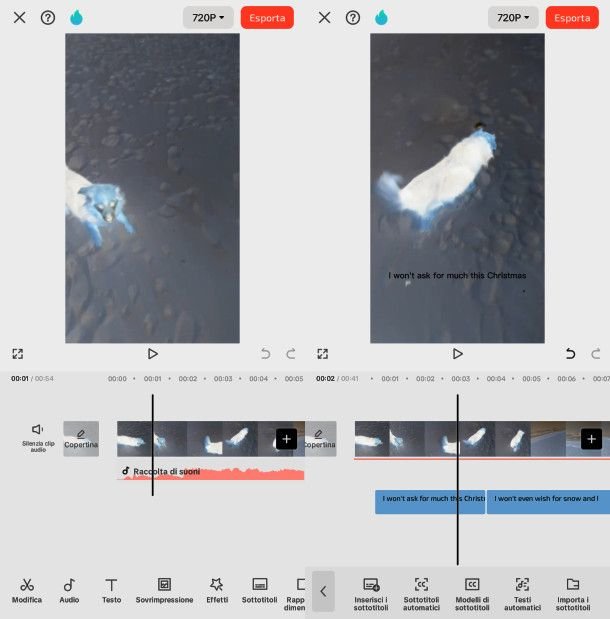 720P
Esporta
00:01 / 00:54
00:00
00:01
00:02
00:03
00:04
00:05
Silenzia clip
audio
Copertina
Raccolta di suoni
Modifica
Audio
Testo
Sovrimpressione
Effetti
Sottotitoli
Rapp
dimen
720P
Esporta
I won't ask for much this Christmas
00:02 / 00:41
00:01
00:02
00:03
00:04
00:05
00:06
00:07
opertina
I won't ask for much this Christ
I won't even wish for snow and I
Inserisci i
sottotitoli
Sottotitoli
automatici
Modelli di
sottotitoli
Testi
automatici
Importa i
sottotitoli